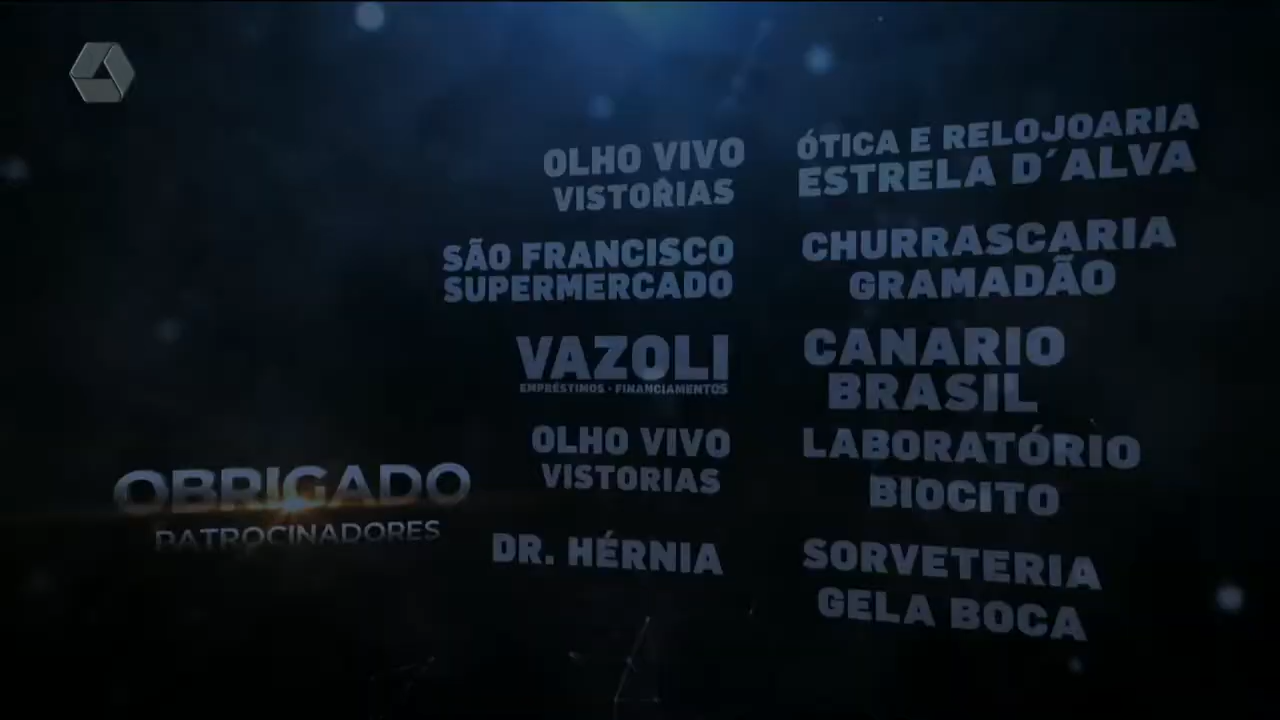 OLHO VIVO
VISTORIAS
SÃO FRANCISCO
SUPERMERCADO
VAZOLI
EMPRÉSTIMOS - FINANCIAMENTOS
OLHO VIVO
VISTORIAS
DR. HÉRNIA
ÓTICA E RELOJOARIA
ESTRELA D´ALVA
CHURRASCARIA
GRAMADÃO
CANARIO
BRASIL
LABORATÓRIO
BIOCITO
SORVETERIA
GELA BOCA
OBRIGADO
PATROCINADORES